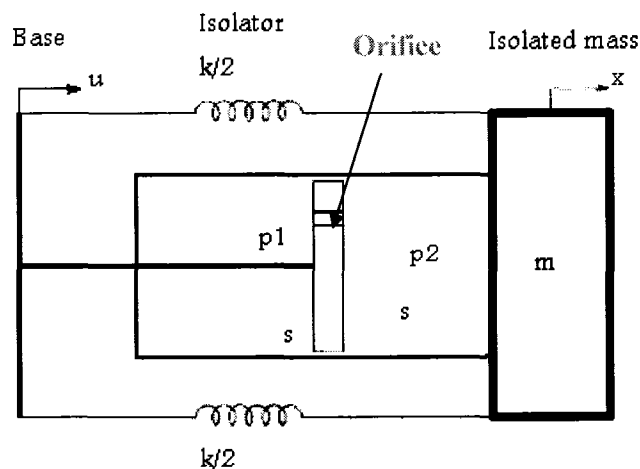 Base
Isolator
Orifice
Isolated mass
k/2
u
x
p1
p2
m
s
s
k/2